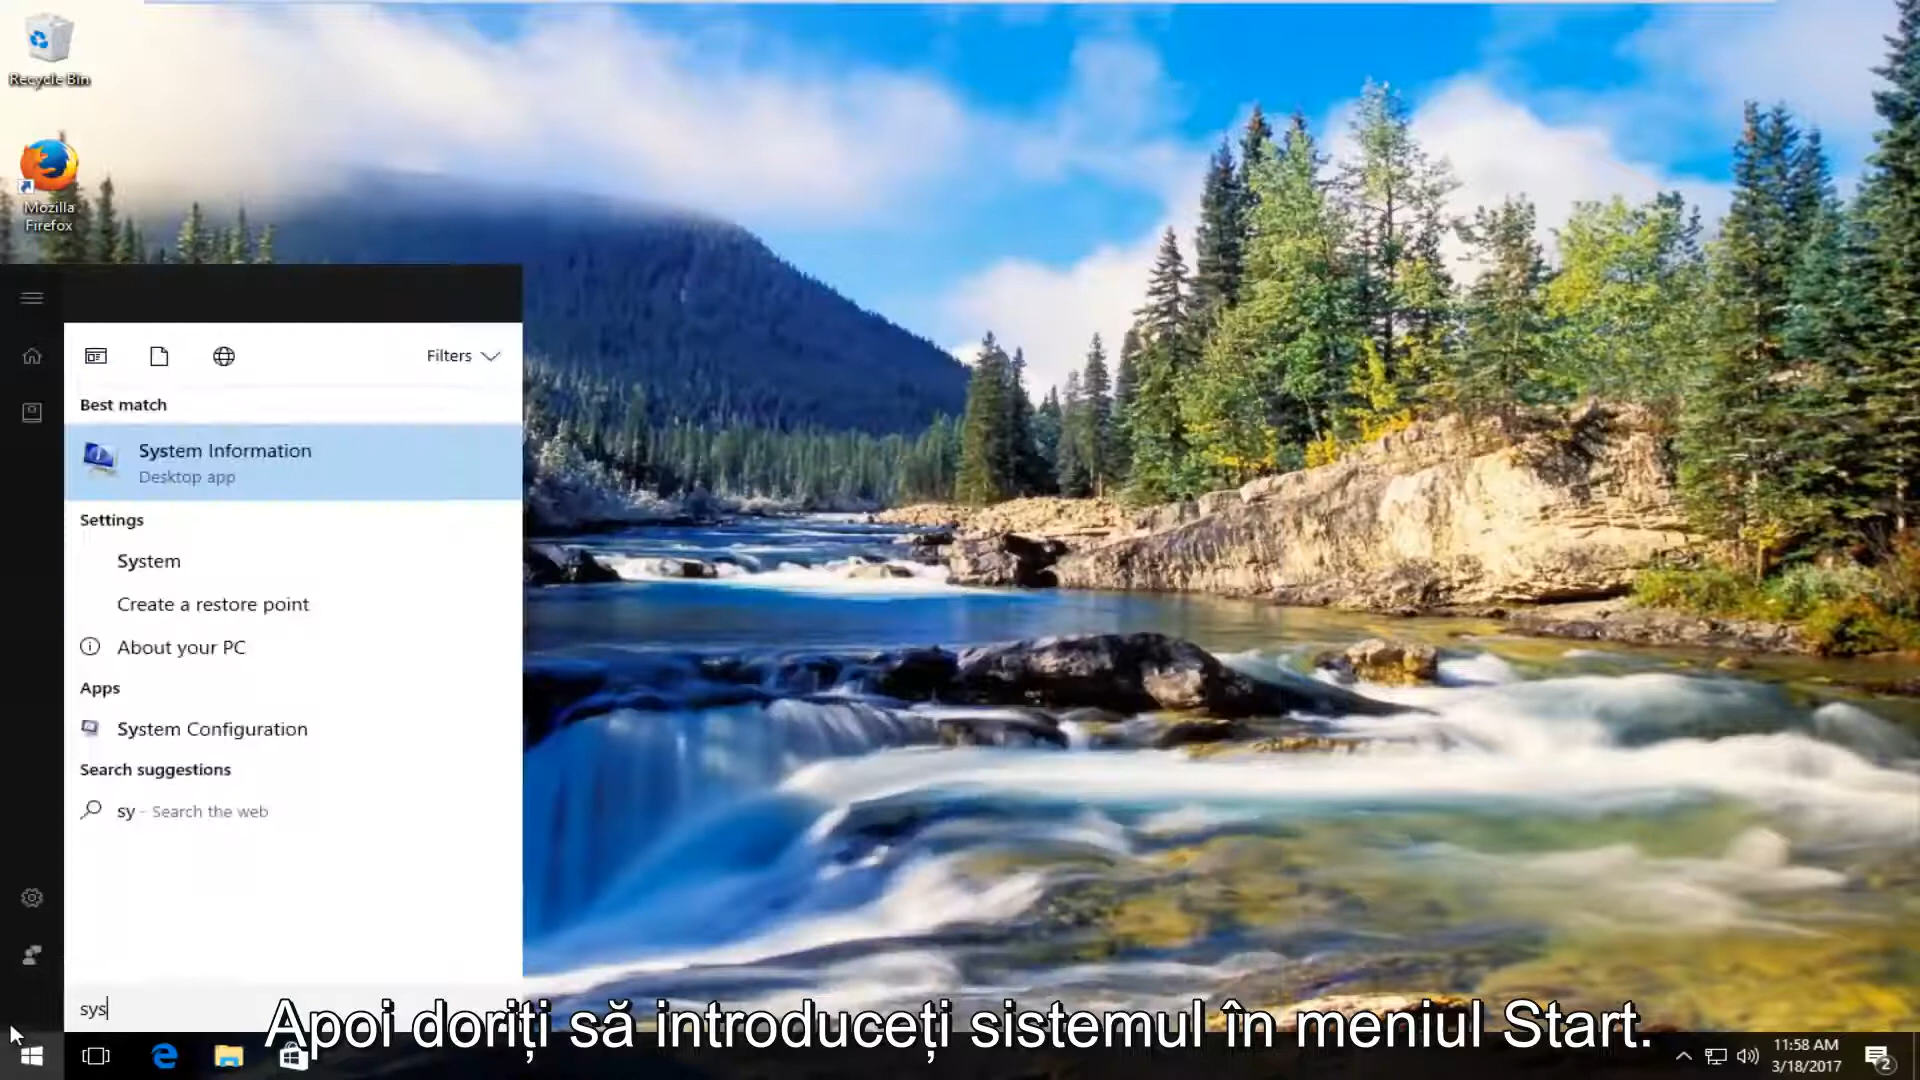 Recycle Bin
Mozilla
Firefox
Filters
Best match
System Information
Desktop app
Settings
System
Create a restore point
About your PC
Apps
System Configuration
Search suggestions
sy - Search the web
sys
Apoi doriți să introduceți sistemul în meniul Start.
11:58 AM
3/18/2017
2